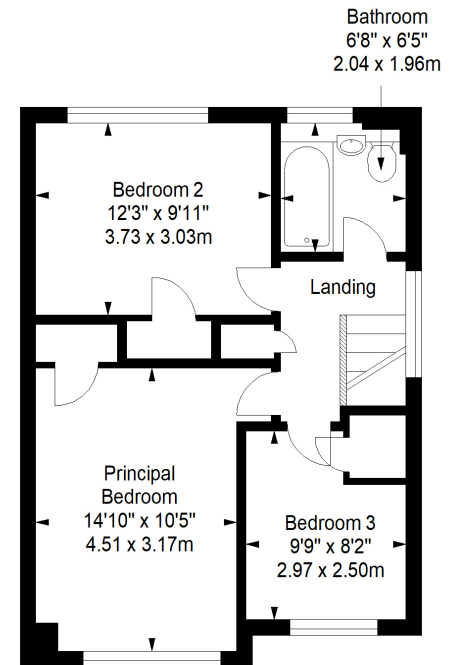 Bathroom
6'8" x 6'5"
2.04 x 1.96m
Bedroom 2
12'3" x 9'11"
3.73 x 3.03m
Landing
Principal
Bedroom
14'10" x 10'5"
4.51 x 3.17m
Bedroom 3
9'9" x 8'2"
2.97 x 2.50m